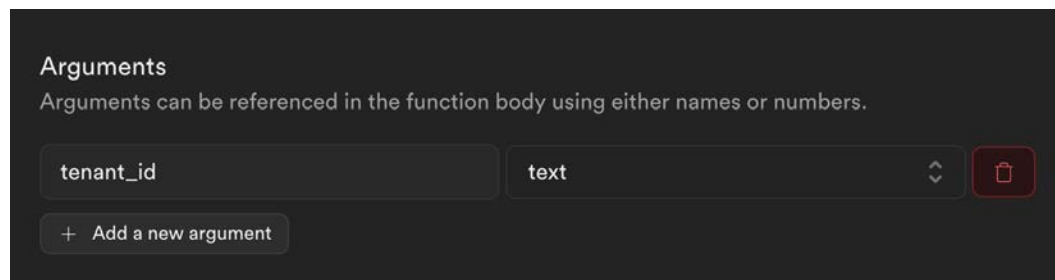 Arguments
Arguments can be referenced in the function body using either names or numbers.
tenant_id text
+ Add a new argument